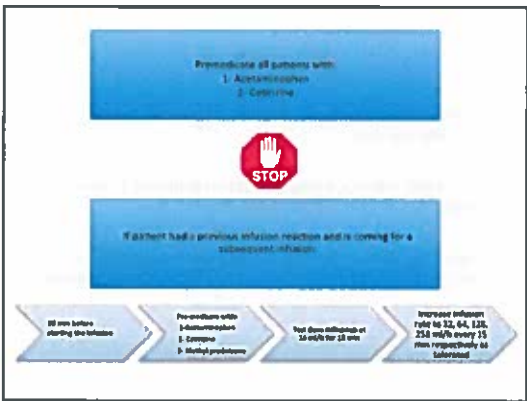 Premedicate all patients with:
1- Acetaminophen
2- Cetirizine
STOP
If patient had a previous infusion reaction and is coming for a
subsequent infusion:
30 min before
starting the infusion
Pre-medicate with:
1-Acetaminophen
2- Cetirizine
3- Methyl prednisone
Test dose infusion at
16 ml/h for 15 min
Increase infusion
rate to 32, 64, 128,
256 ml/h every 15
min respectively as
tolerated